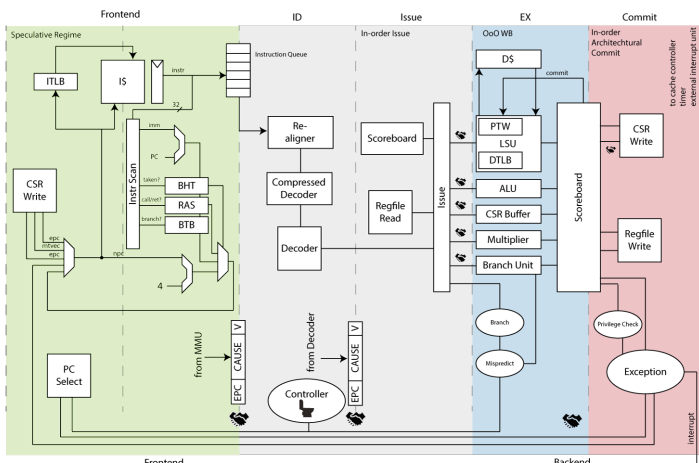 Frontend
ID
Issue
EX
Commit
Speculative Regime
In-order Issue
OoO WB
In-order
Architechtural
Commit
to cache controller
timer
external interrupt unit
ITLB
I$
instr
Instruction Queue
32
D$
commit
PTW
LSU
DTLB
Instr Scan
imm
PC
Re-
aligner
Scoreboard
CSR
Write
taken?
BHT
call/ret?
RAS
branch?
BTB
Compressed
Decoder
Regfile
Read
Issue
ALU
CSR Buffer
Multiplier
Branch Unit
Scoreboard
CSR
Write
Regfile
Write
epc
mtvec
epc
npc
4
Decoder
from MMU
EPC CAUSE V
from Decoder
EPC CAUSE V
Branch
Mispredict
Privilege Check
Exception
PC
Select
Controller
interrupt
Frontend
Backend